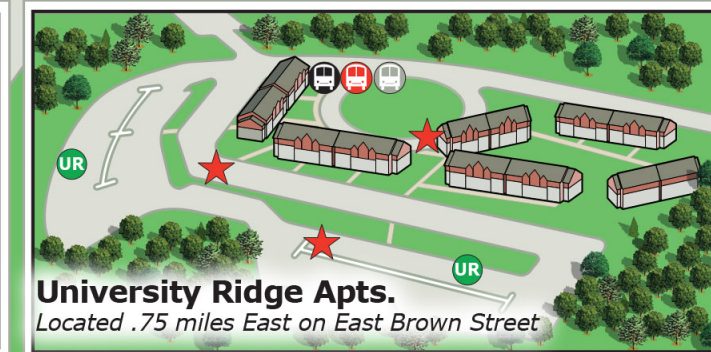 UR
UR
University Ridge Apts.
Located .75 miles East on East Brown Street